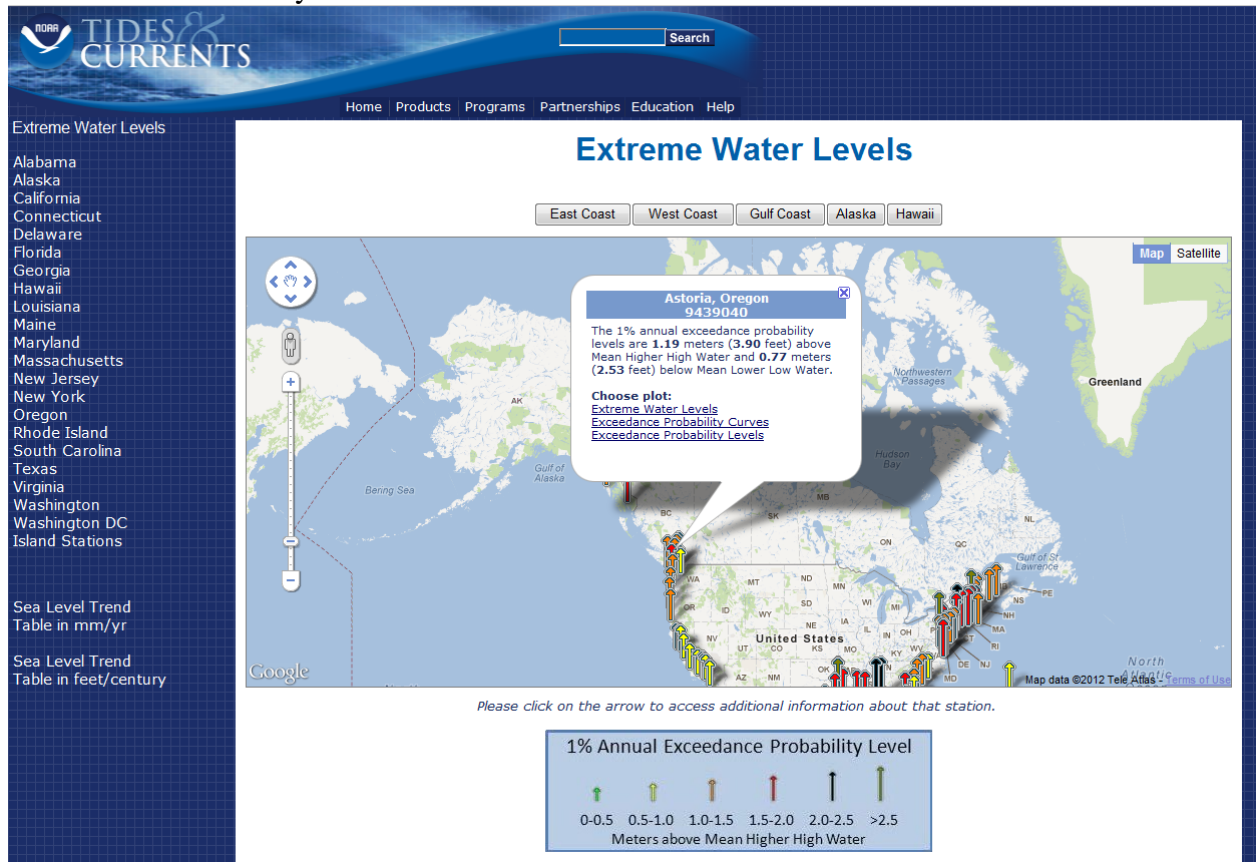 NOAA
TIDES &
CURRENTS
Search
Home Products Programs Partnerships Education Help
Extreme Water Levels
Alabama
Alaska
California
Connecticut
Delaware
Florida
Georgia
Hawaii
Louisiana
Maine
Maryland
Massachusetts
New Jersey
New York
Oregon
Rhode Island
South Carolina
Texas
Virginia
Washington
Washington DC
Island Stations
Sea Level Trend
Table in mm/yr
Sea Level Trend
Table in feet/century
Extreme Water Levels
East Coast West Coast Gulf Coast Alaska Hawaii
Map Satellite
Astoria, Oregon
9439040
The 1% annual exceedance probability
levels are 1.19 meters (3.90 feet) above
Mean Higher High Water and 0.77 meters
(2.53 feet) below Mean Lower Low Water.
Choose plot:
Extreme Water Levels
Exceedance Probability Curves
Exceedance Probability Levels
Northwestern
Passages
Greenland
AK
Hudson
Bay
Gulf of
Alaska
Bering Sea
MB
BC
SK
NL
ON
QC
Gulf of St
Lawrence
WA
MT
ND
MN
PE
NS
OR
ID
WY
SD
WI
MI
NH
MA
RI
NE
IA
IL
IN
OH
NV
UT
United States
CO
KS
MO
KY
WV
DE
NJ
MD
AZ
NM
OK
North
Atlantic
Google
Map data ©2012 Tele Atlas - Terms of Use
Please click on the arrow to access additional information about that station.
1% Annual Exceedance Probability Level
0-0.5 0.5-1.0 1.0-1.5 1.5-2.0 2.0-2.5 >2.5
Meters above Mean Higher High Water